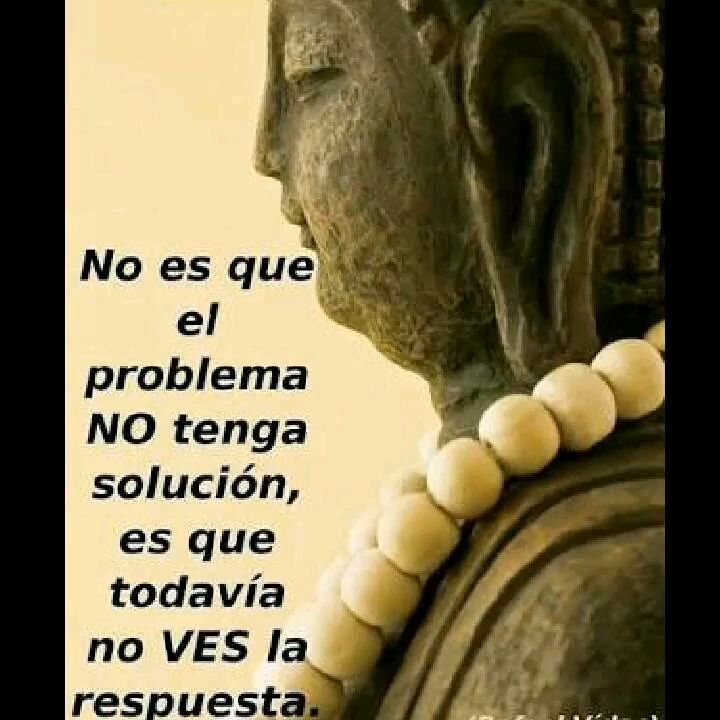 No es que
el
problema
NO tenga
solución,
es que
todavía
no VES la
respuesta.